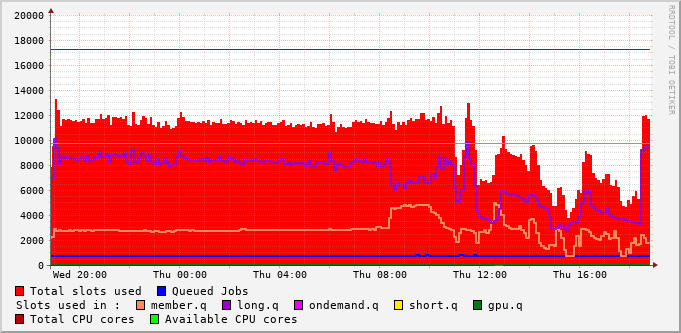 RRDTOOL / TOBI OETIKER
20000
18000
16000
14000
12000
10000
8000
6000
4000
2000
0
Wed 20:00 Thu 00:00 Thu 04:00 Thu 08:00 Thu 12:00 Thu 16:00
Total slots used Queued Jobs
Slots used in : member.q long.q ondemand.q short.q gpu.q
Total CPU cores Available CPU cores